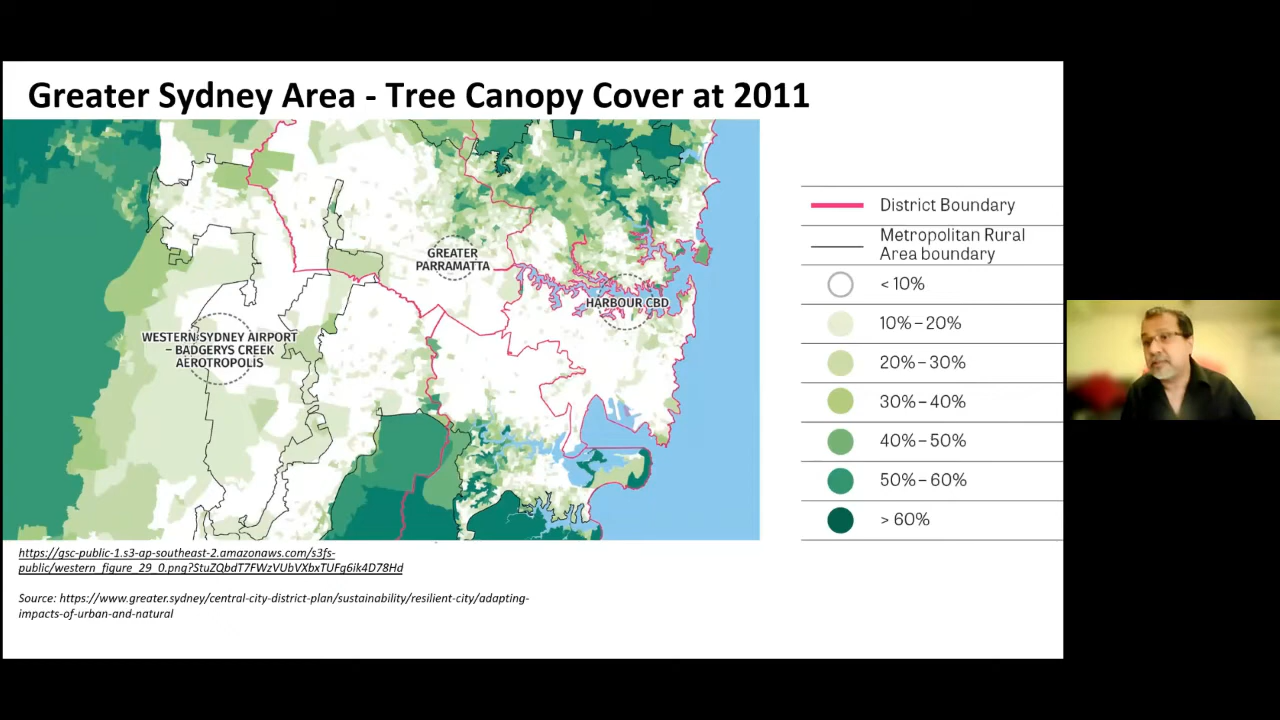 Greater Sydney Area - Tree Canopy Cover at 2011
GREATER
PARRAMATTA
HARBOUR CBD
WESTERN SYDNEY AIRPORT
– BADGERYS CREEK
AEROTROPOLIS
District Boundary
Metropolitan Rural
Area boundary
< 10%
10%–20%
20%–30%
30%–40%
40%–50%
50%–60%
> 60%
https://gsc-public-1.s3-ap-southeast-2.amazonaws.com/s3fs-
public/western_figure_29_0.png?StuZQbdT7FWzVUbVXbxTUFg6ik4D78Hd
Source: https://www.greater.sydney/central-city-district-plan/sustainability/resilient-city/adapting-
impacts-of-urban-and-natural